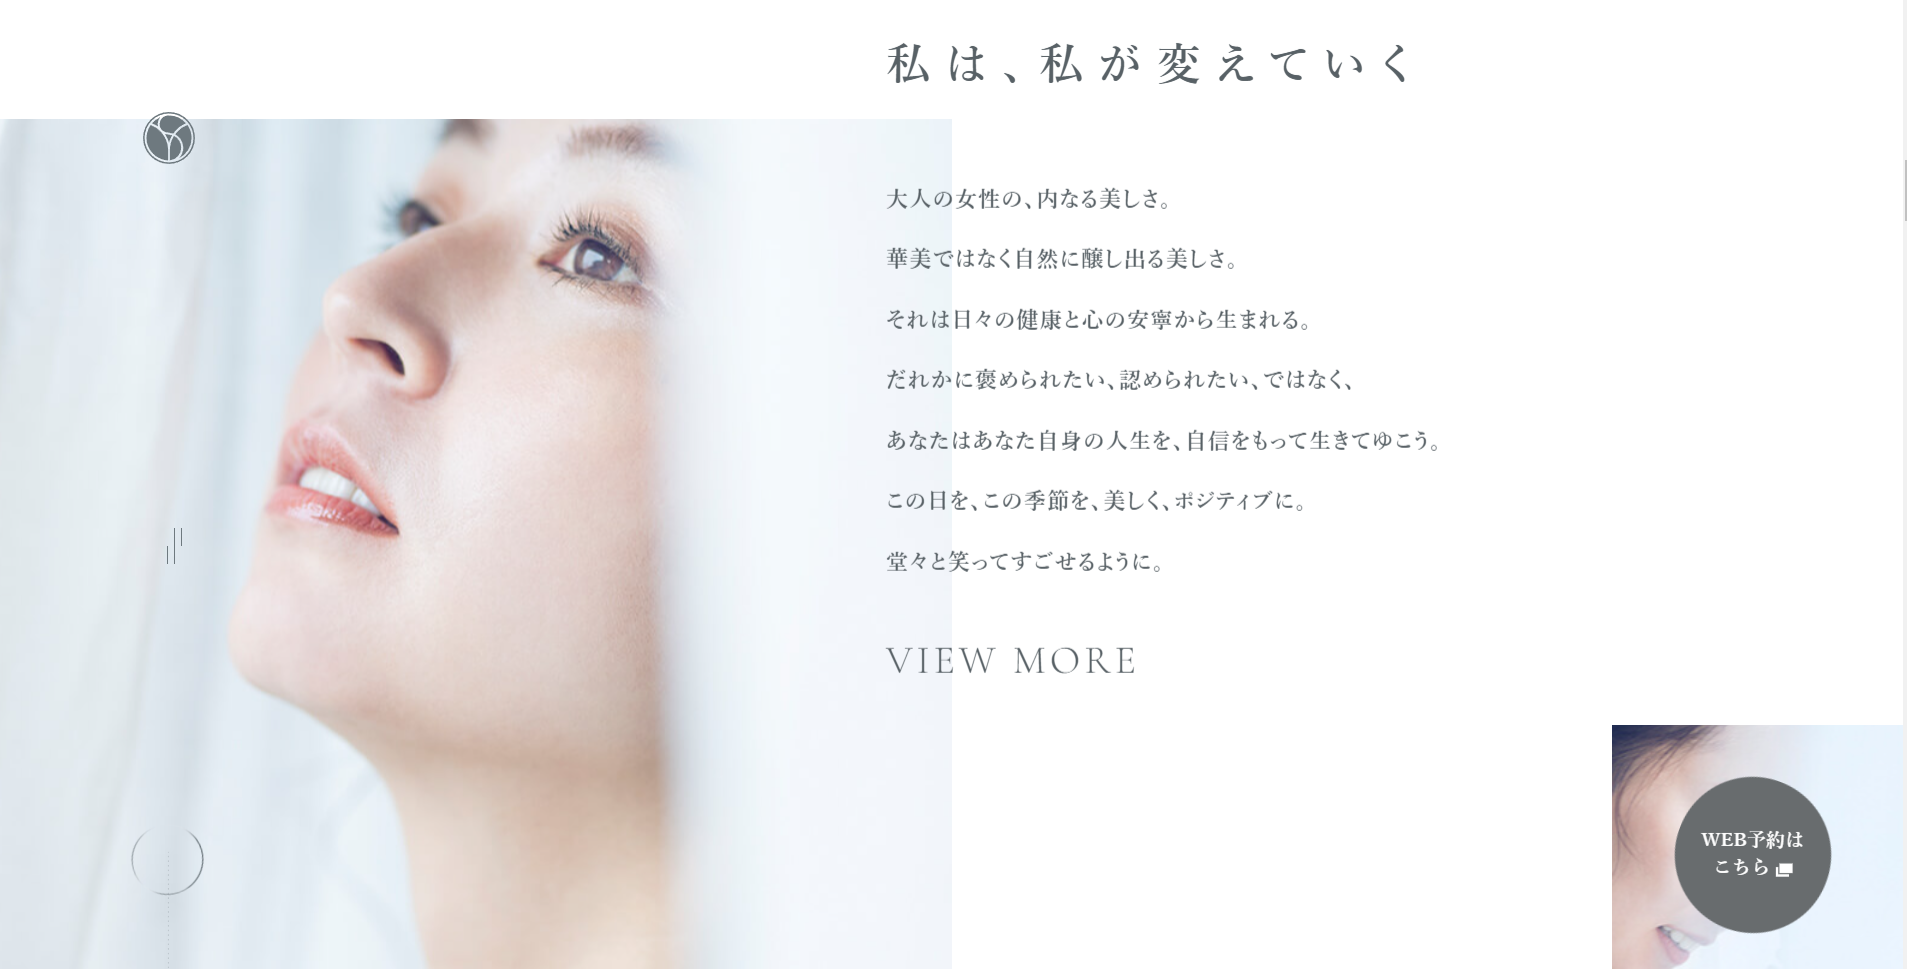 私は、私が変えていく
大人の女性の、内なる美しさ。
華美ではなく自然に醸し出る美しさ。
それは日々の健康と心の安寧から生まれる。
だれかに褒められたい、認められたい、ではなく、
あなたはあなた自身の人生を、自信をもって生きてゆこう。
この日を、この季節を、美しく、ポジティブに。
堂々と笑ってすごせるように。
VIEW MORE
WEB予約は
こちら